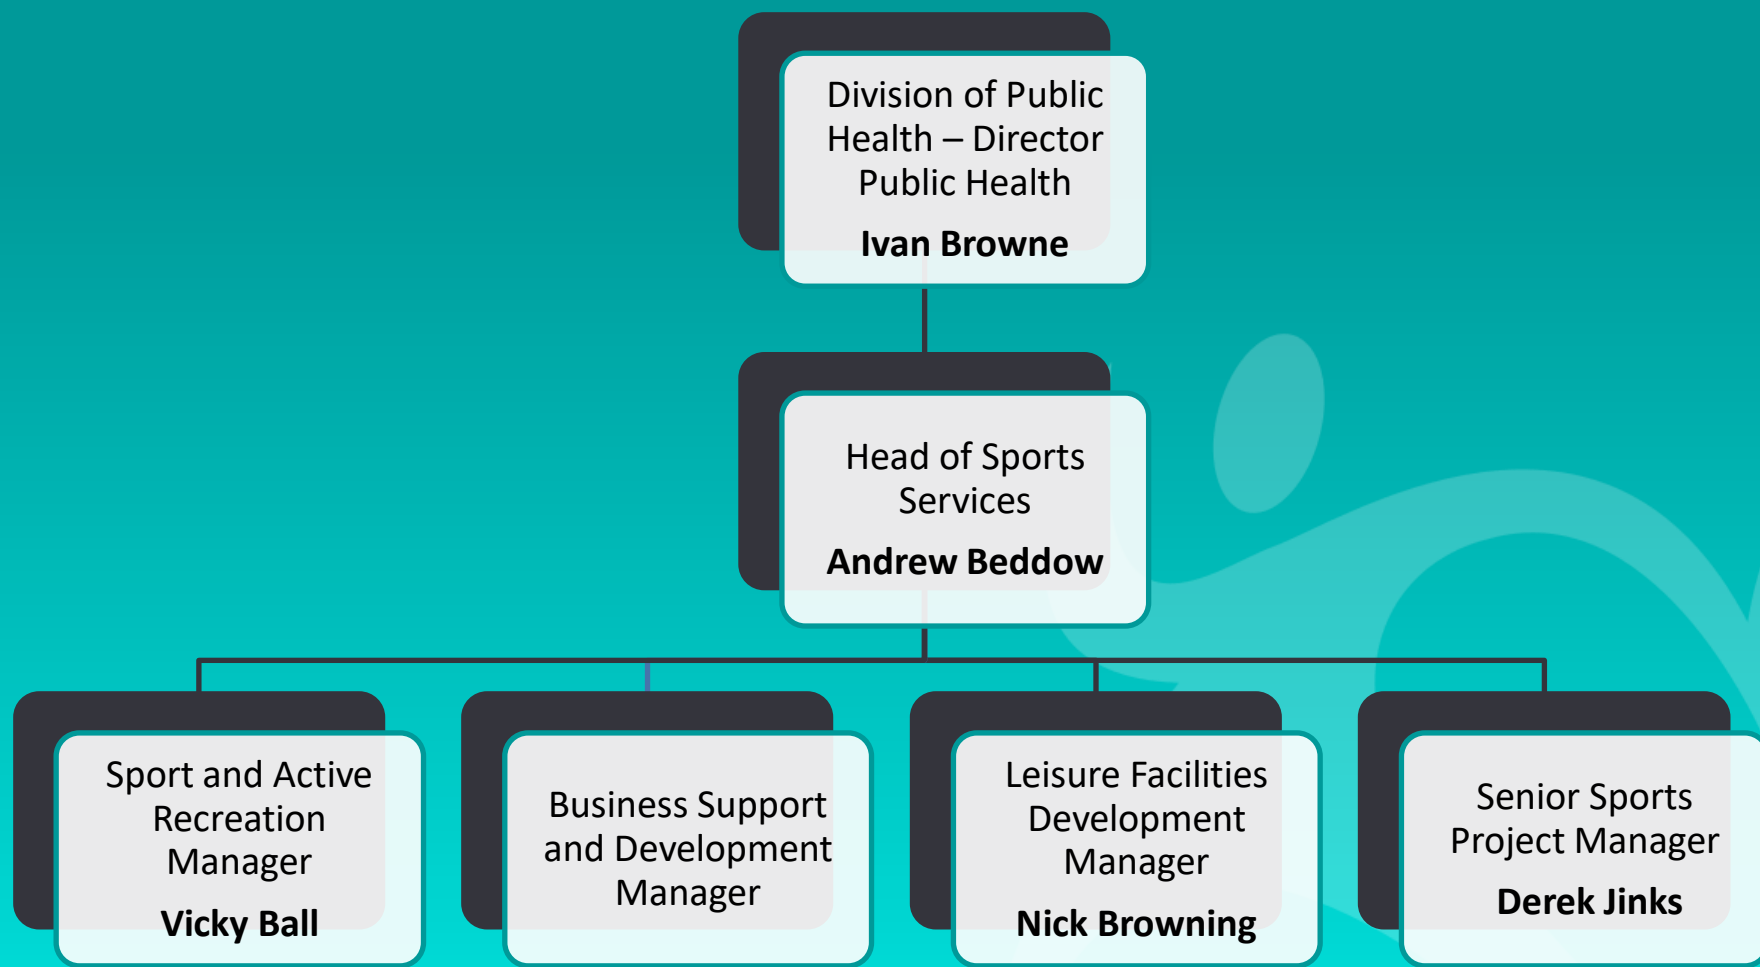 Division of Public
Health – Director
Public Health
Ivan Browne
Head of Sports
Services
Andrew Beddow
Sport and Active
Recreation
Manager
Vicky Ball
Business Support
and Development
Manager
Leisure Facilities
Development
Manager
Nick Browning
Senior Sports
Project Manager
Derek Jinks